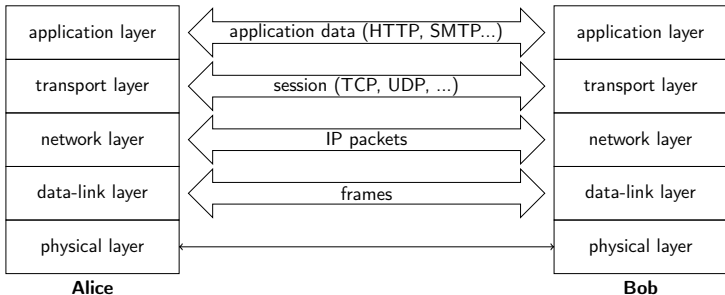 application layer
application data (HTTP, SMTP...)
application layer
transport layer
session (TCP, UDP, ...)
transport layer
network layer
IP packets
network layer
data-link layer
frames
data-link layer
physical layer
physical layer
Alice
Bob